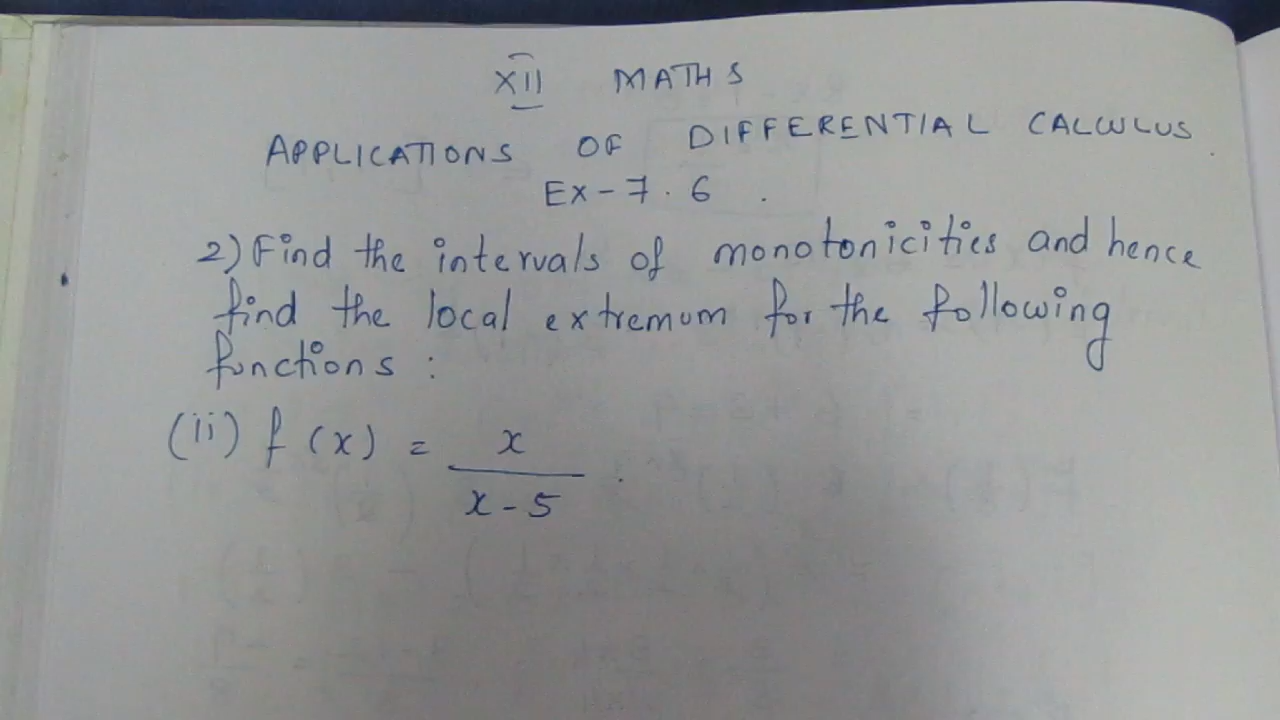 XII MATHS
APPLICATIONS OF DIFFERENTIAL CALCULUS.
Ex-7.6.
2) Find the intervals of monotonicities and hence
find the local extremum for the following
functions :
(ii) f(x) = x / (x-5).